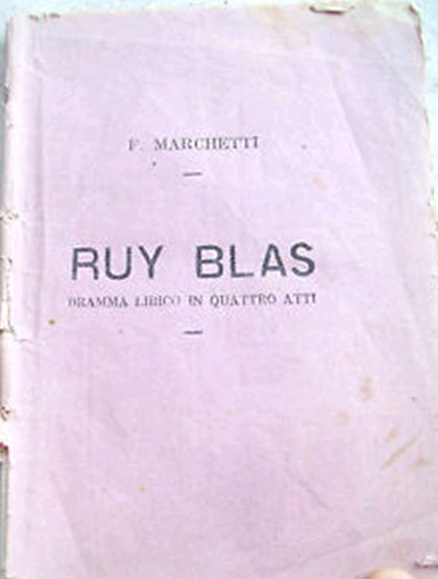 F. MARCHETTI
RUY BLAS
DRAMMA LIRICO IN QUATTRO ATTI